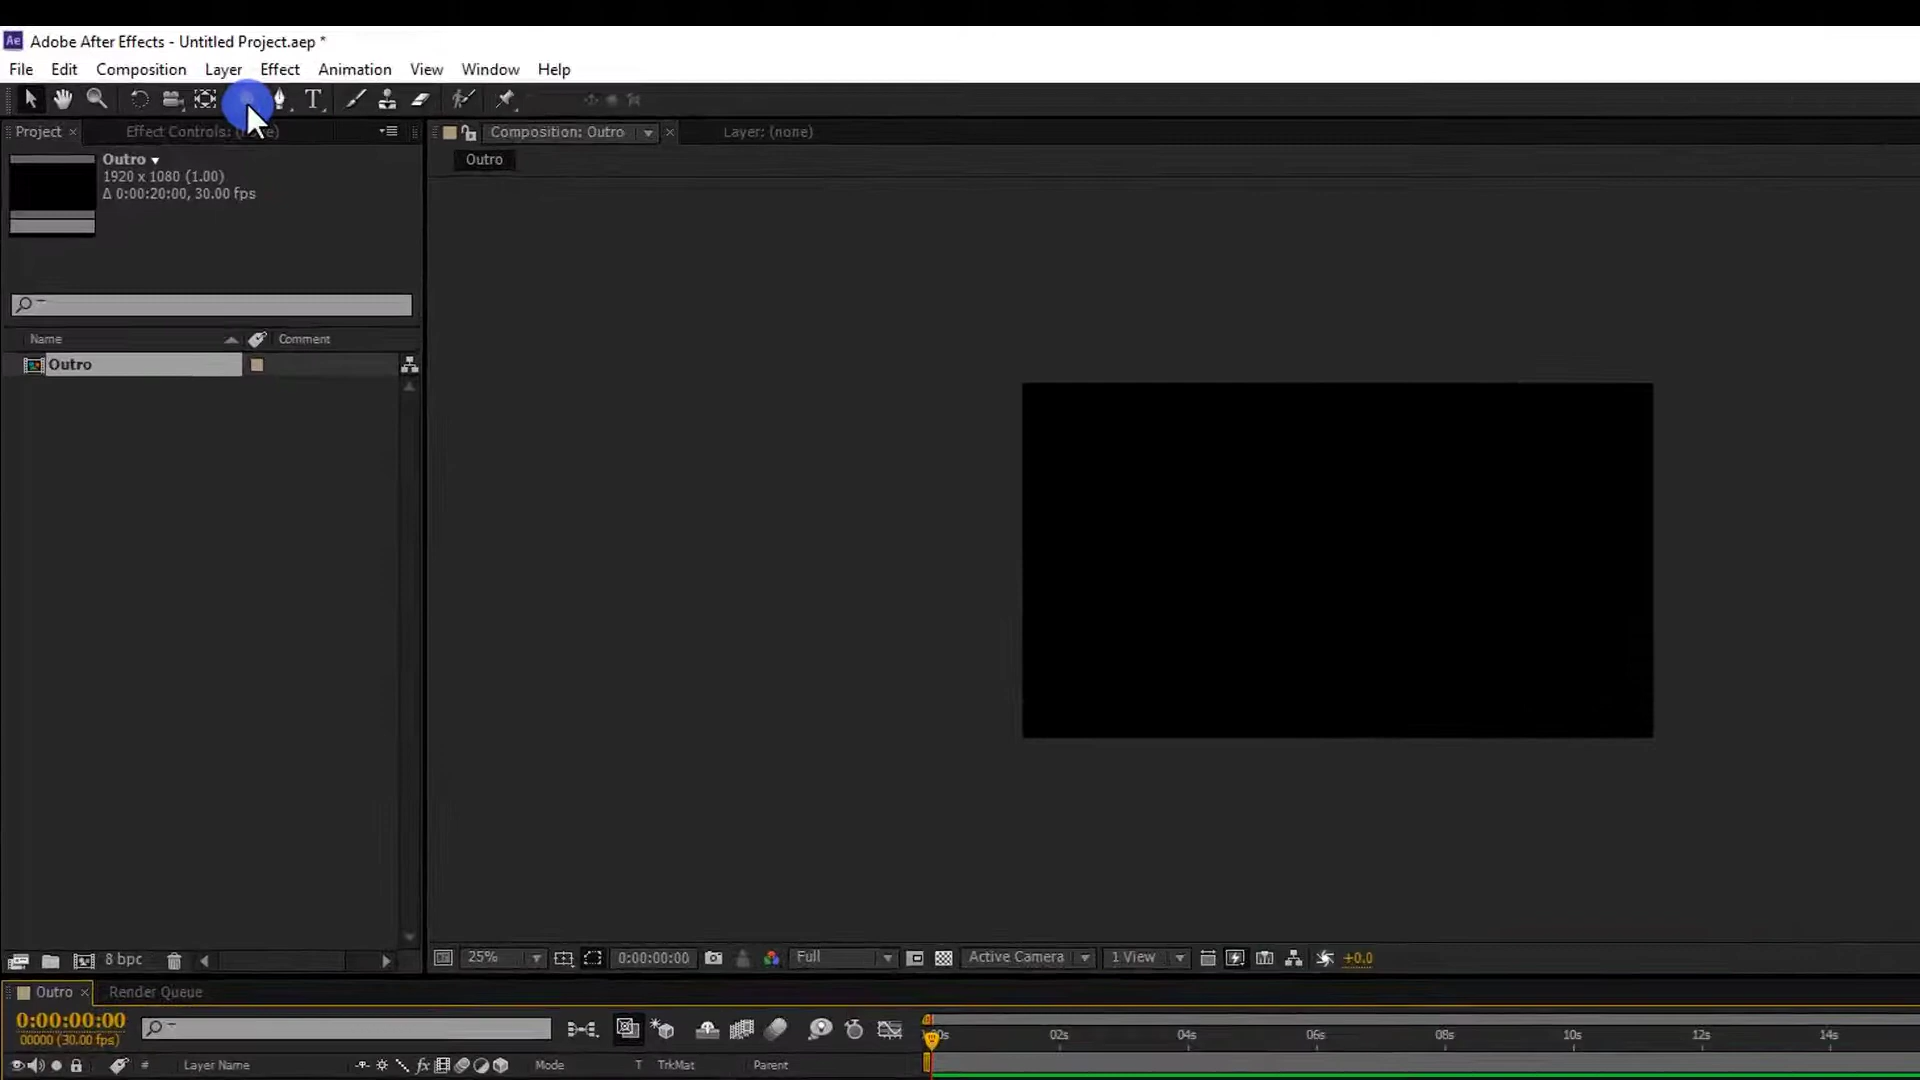 Ae Adobe After Effects - Untitled Project.aep *
File Edit Composition Layer Effect Animation View Window Help
T
Project × Effect Controls: Composition: Outro × Layer: (none)
Outro
Outro
1920 x 1080 (1.00)
Δ 0:00:20:00, 30.00 fps
Name Comment
Outro
8 bpc 25% 0:00:00:00 Full Active Camera 1 View +0.0
Outro × Render Queue
0:00:00:00
00000 (30.00 fps)
02s 04s 06s 08s 10s 12s 14s
# Layer Name fx Mode T TrkMat Parent